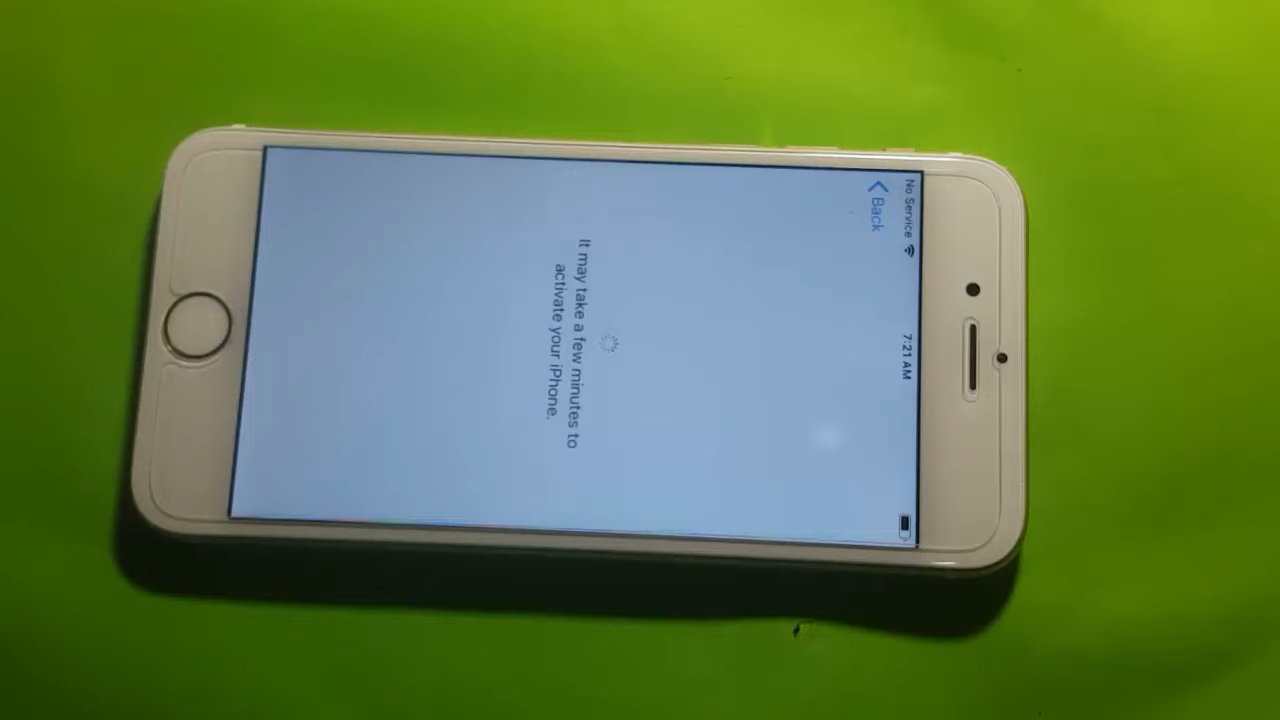 No Service 7:21 AM
Back
It may take a few minutes to
activate your iPhone.